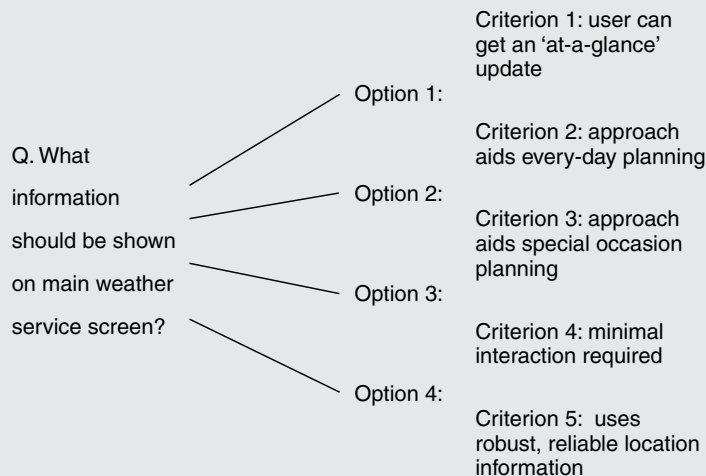 Q. What
information
should be shown
on main weather
service screen?
Option 1:
Option 2:
Option 3:
Option 4:
Criterion 1: user can
get an ‘at-a-glance’
update
Criterion 2: approach
aids every-day planning
Criterion 3: approach
aids special occasion
planning
Criterion 4: minimal
interaction required
Criterion 5:  uses
robust, reliable location
information